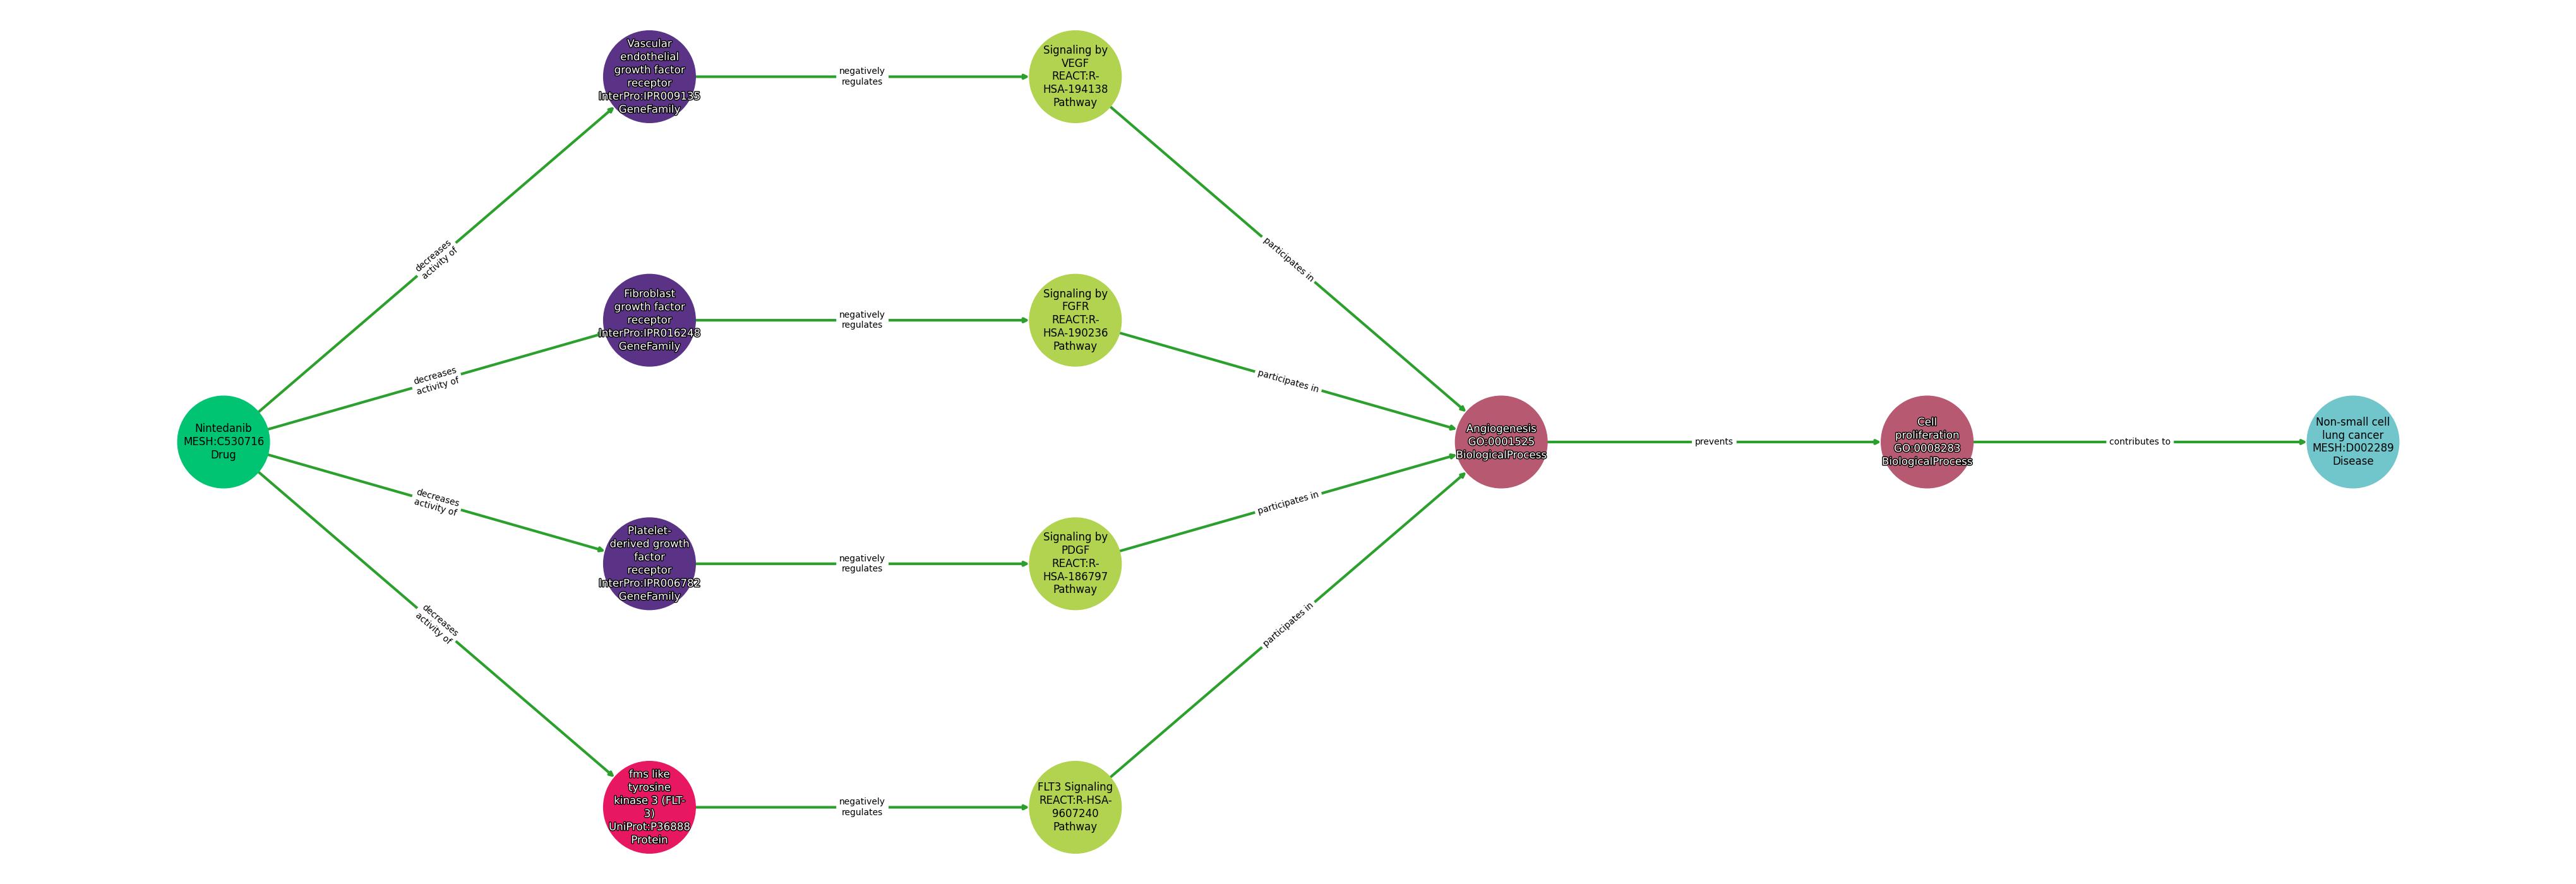 Vascular
endothelial
growth factor
receptor
InterPro:IPR009135
GeneFamily
negatively
regulates
Signaling by
VEGF
REACT:R-
HSA-194138
Pathway
decreases
activity of
participates in
Fibroblast
growth factor
receptor
InterPro:IPR016248
GeneFamily
negatively
regulates
Signaling by
FGFR
REACT:R-
HSA-190236
Pathway
decreases
activity of
participates in
Nintedanib
MESH:C530716
Drug
Angiogenesis
GO:0001525
BiologicalProcess
prevents
Cell
proliferation
GO:0008283
BiologicalProcess
contributes to
Non-small cell
lung cancer
MESH:D002289
Disease
decreases
activity of
participates in
Platelet-
derived growth
factor
receptor
InterPro:IPR006782
GeneFamily
negatively
regulates
Signaling by
PDGF
REACT:R-
HSA-186797
Pathway
decreases
activity of
participates in
fms like
tyrosine
kinase 3 (FLT-
3)
UniProt:P36888
Protein
negatively
regulates
FLT3 Signaling
REACT:R-HSA-
9607240
Pathway